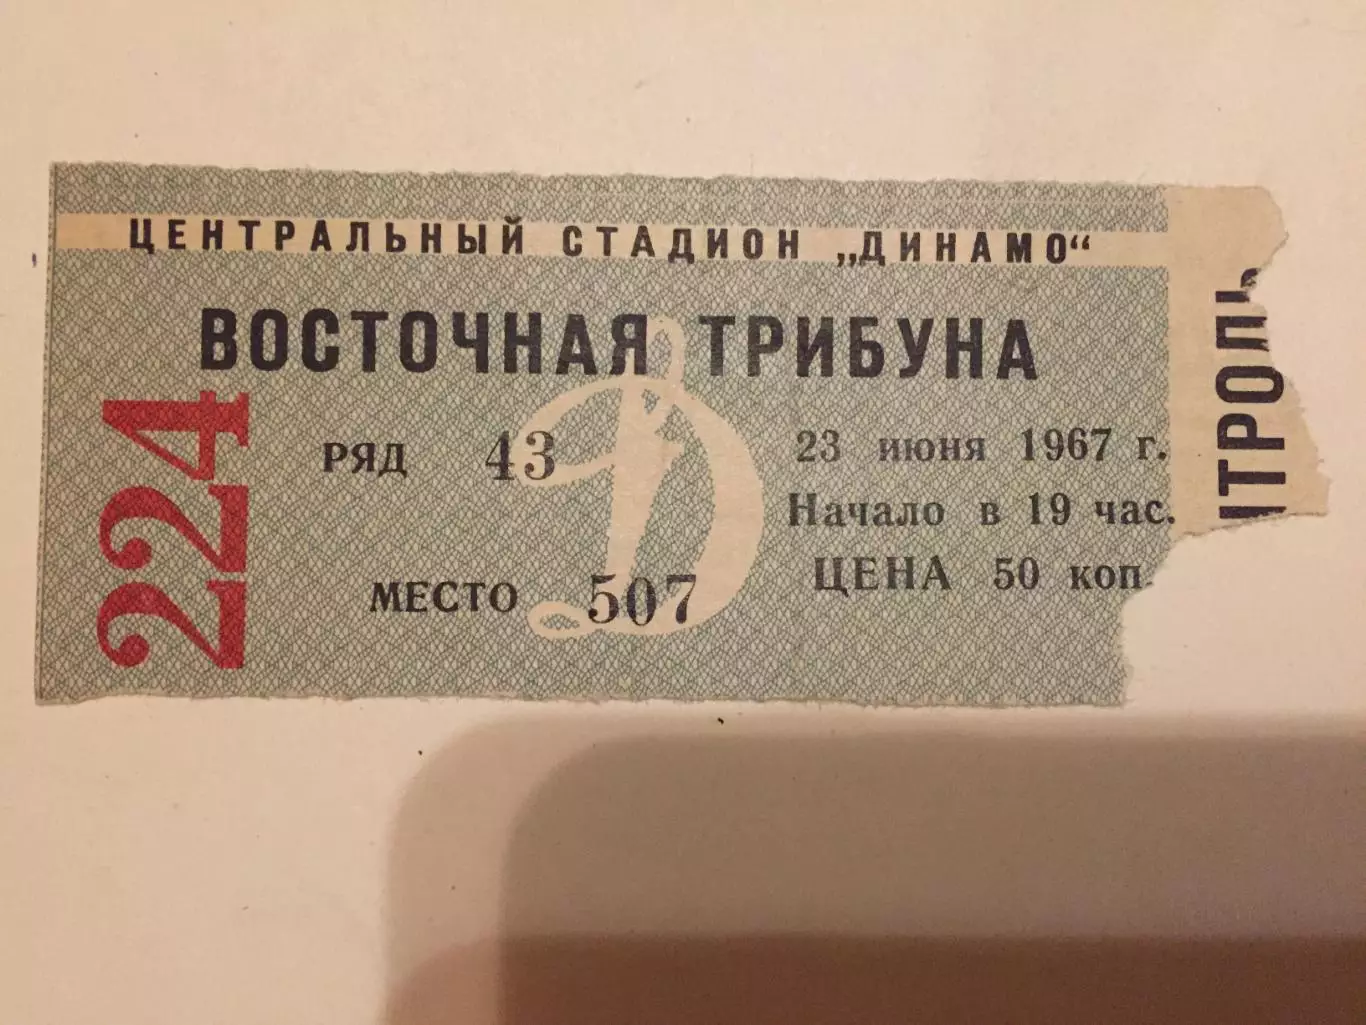 ЦЕНТРАЛЬНЫЙ СТАДИОН „ДИНАМО“
ВОСТОЧНАЯ ТРИБУНА
224
РЯД 43
МЕСТО 507
23 июня 1967 г.
Начало в 19 час.
ЦЕНА 50 коп.
ТРОЛЬ